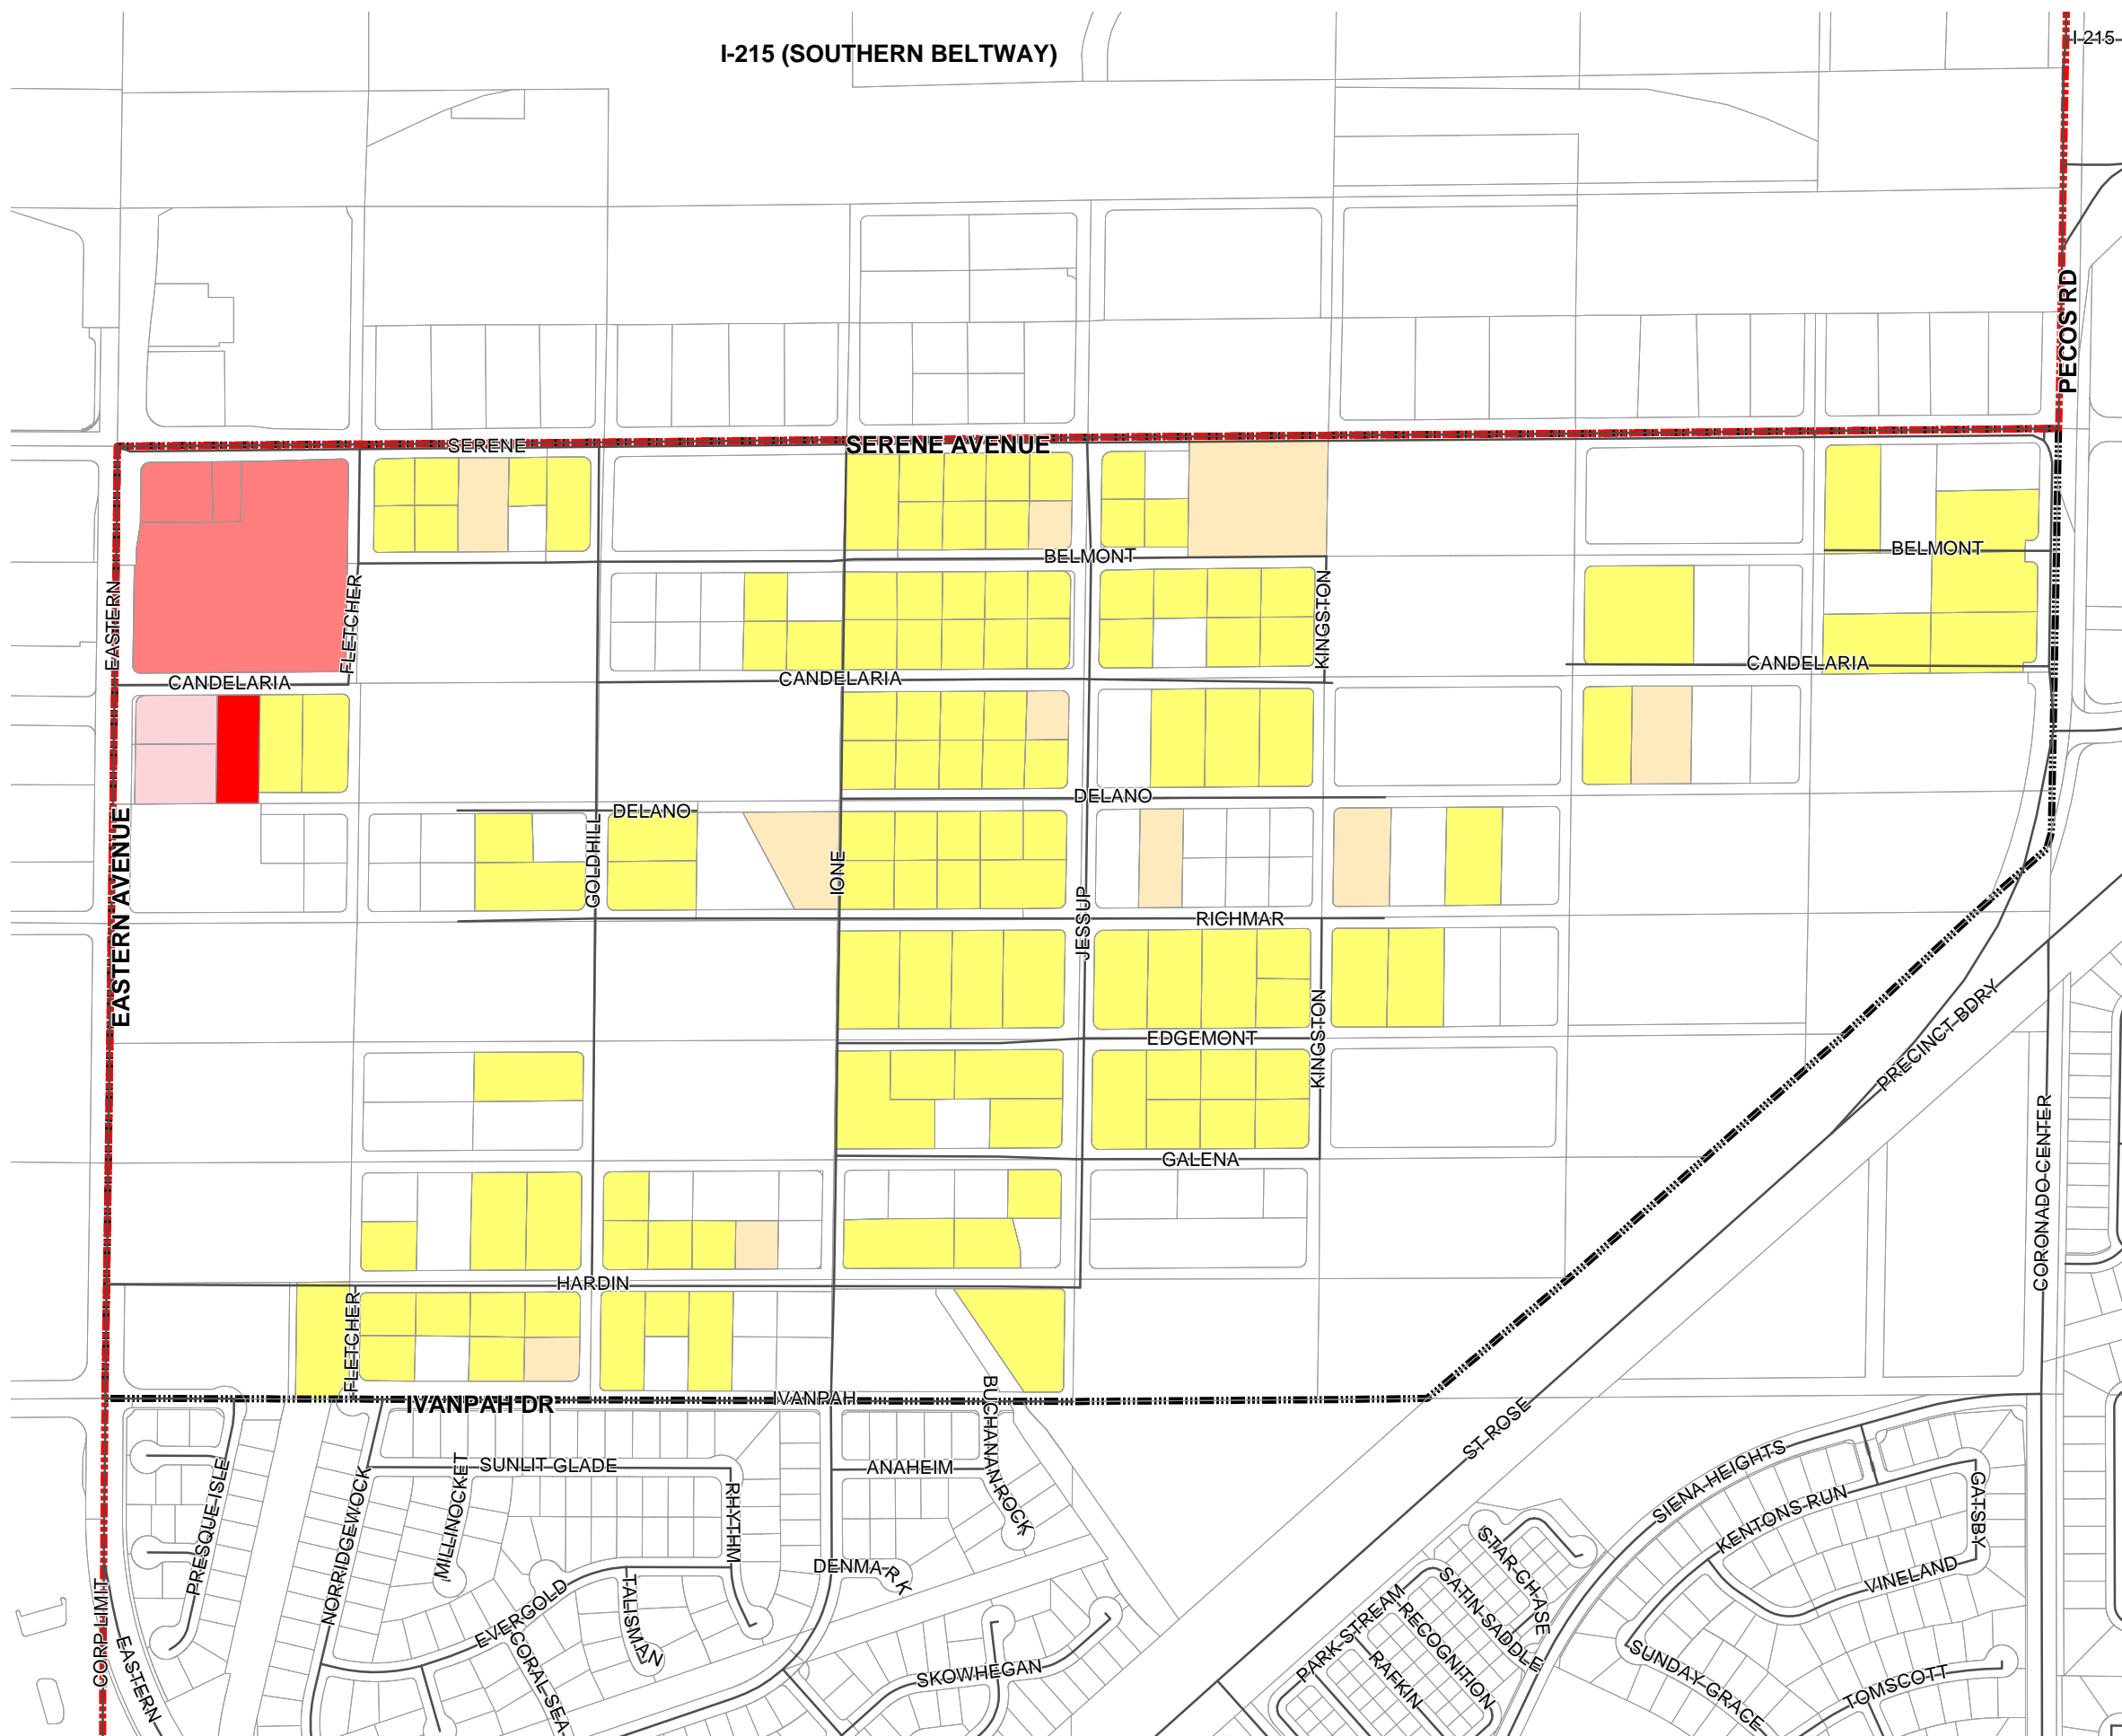 I-215 (SOUTHERN BELTWAY)
I-215
PECOS RD
SERENE
SERENE AVENUE
BELMONT
BELMONT
EASTERN
FLETCHER
KINGSTON
CANDELARIA
CANDELARIA
CANDELARIA
DELANO
DELANO
EASTERN AVENUE
GOLDHILL
IONE
JESSUP
RICHMAR
KINGSTON
EDGEMONT
PRECINCT BDRY
GALENA
CORONADO CENTER
HARDIN
FLETCHER
IVANPAH DR
IVANPAH
BUCHANAN ROCK
ST ROSE
SUNLIT GLADE
ANAHEIM
PRESQUE ISLE
NORRIDGEWOCK
MILLINOCKET
RHYTHM
DENMARK
SIENA HEIGHTS
KENTONS RUN
GATSBY
STAR CHASE
SATIN SADDLE
VINELAND
CORP LIMIT
EASTERN
EVERGOLD
TALISMAN
CORAL SEA
SKOWHEGAN
PARK STREAM
RECOGNITION
RAFKIN
SUNDAY GRACE
TOMSCOTT